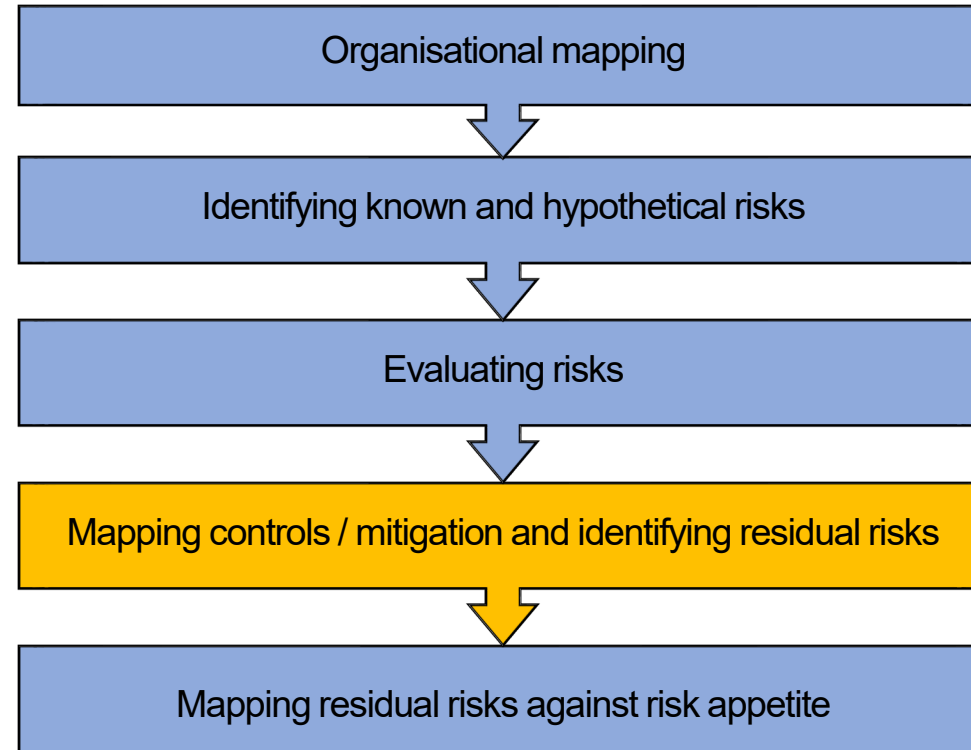 Organisational mapping
Identifying known and hypothetical risks
Evaluating risks
Mapping controls / mitigation and identifying residual risks
Mapping residual risks against risk appetite